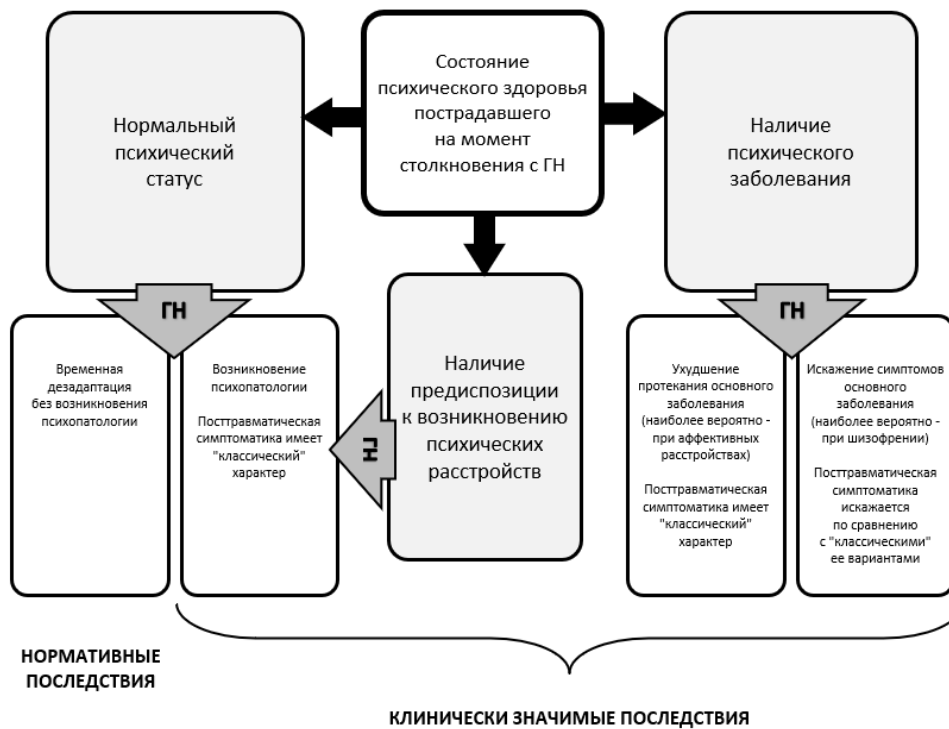 Состояние
психического здоровья
пострадавшего
на момент
столкновения с ГН
Нормальный
психический
статус
Наличие
психического
заболевания
ГН
ГН
Наличие
предиспозиции
к возникновению
психических
расстройств
ГН
Временная
дезадаптация
без возникновения
психопатологии
Возникновение
психопатологии
Посттравматическая
симптоматика имеет
"классический"
характер
Ухудшение
протекания основного
заболевания
(наиболее вероятно -
при аффективных
расстройствах)
Посттравматическая
симптоматика имеет
"классический"
характер
Искажение симптомов
основного
заболевания
(наиболее вероятно -
при шизофрении)
Посттравматическая
симптоматика
искажается
по сравнению
с "классическими"
ее вариантами
НОРМАТИВНЫЕ
ПОСЛЕДСТВИЯ
КЛИНИЧЕСКИ ЗНАЧИМЫЕ ПОСЛЕДСТВИЯ